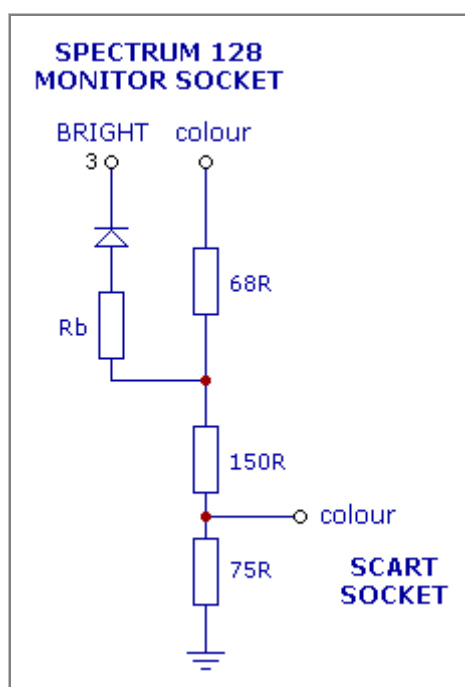 SPECTRUM 128
MONITOR SOCKET
BRIGHT colour
3
68R
Rb
150R
colour
75R
SCART
SOCKET